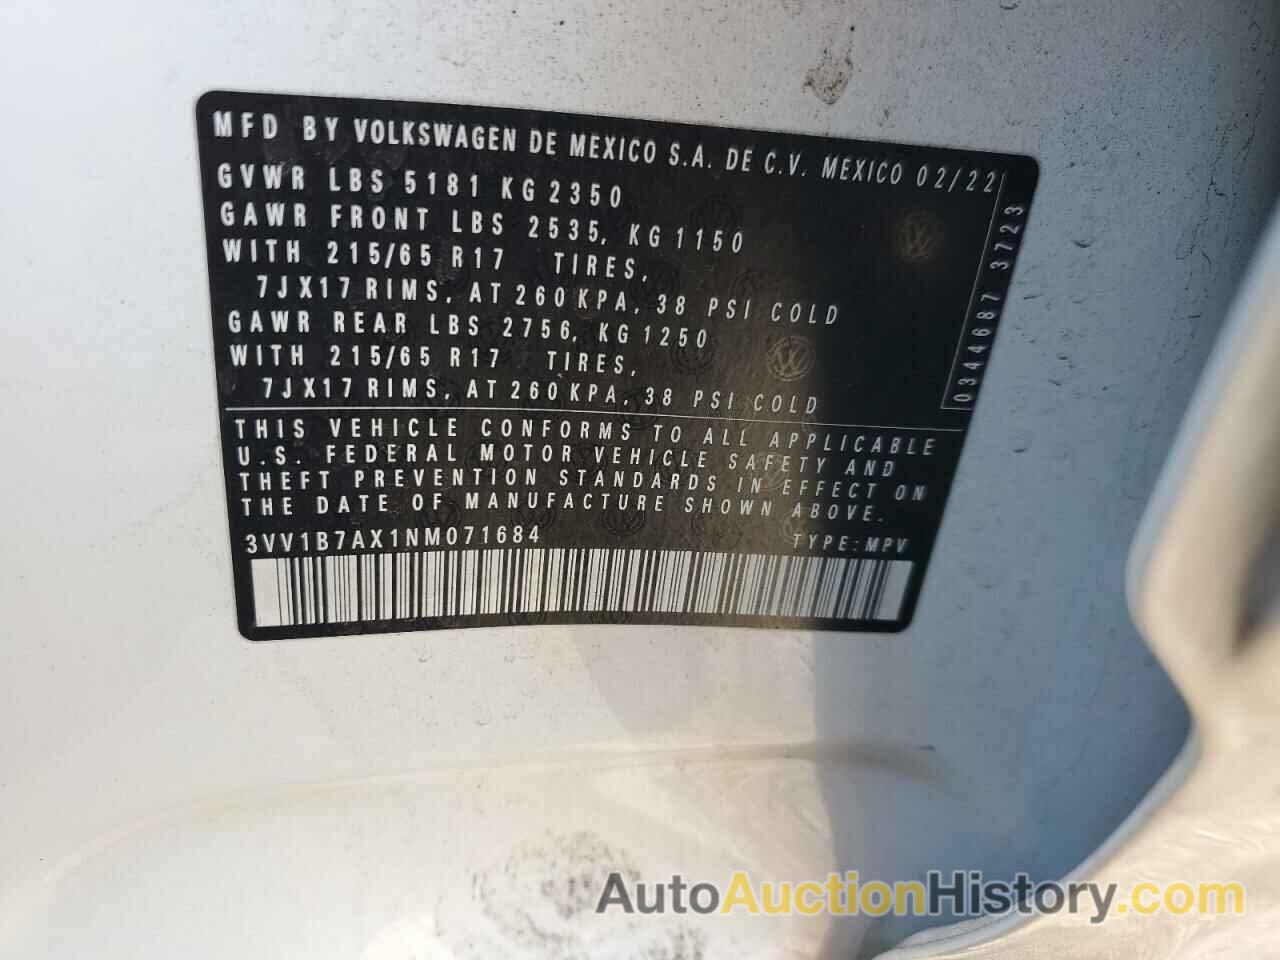 MFD BY VOLKSWAGEN DE MEXICO S.A. DE C.V. MEXICO 02/22
GVWR LBS 5181 KG 2350
GAWR FRONT LBS 2535, KG 1150
WITH 215/65 R17 TIRES,
7JX17 RIMS, AT 260 KPA, 38 PSI COLD
GAWR REAR LBS 2756, KG 1250
WITH 215/65 R17 TIRES,
7JX17 RIMS, AT 260 KPA, 38 PSI COLD
THIS VEHICLE CONFORMS TO ALL APPLICABLE
U.S. FEDERAL MOTOR VEHICLE SAFETY AND
THEFT PREVENTION STANDARDS IN EFFECT ON
THE DATE OF MANUFACTURE SHOWN ABOVE.
3VV1B7AX1NM071684 TYPE: MPV
0344687 3723
AutoAuctionHistory.com